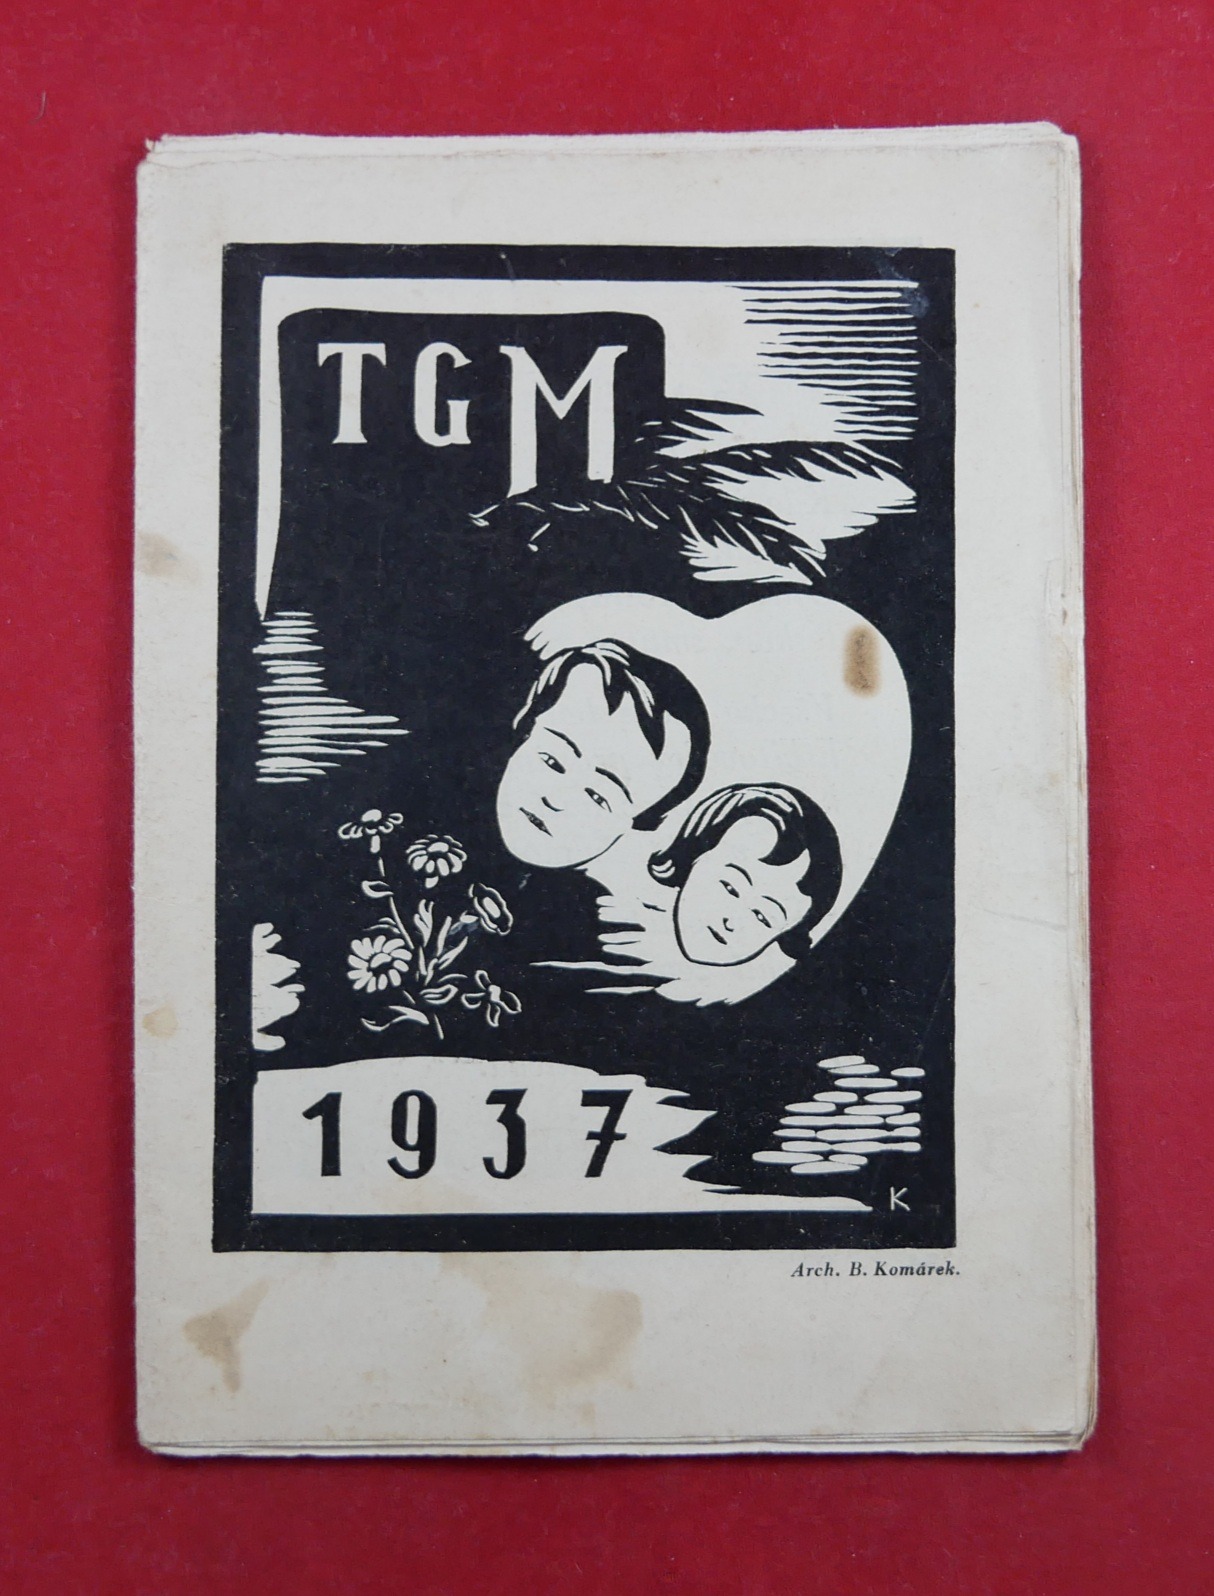 TGM
1937
K
Arch. B. Komárek.